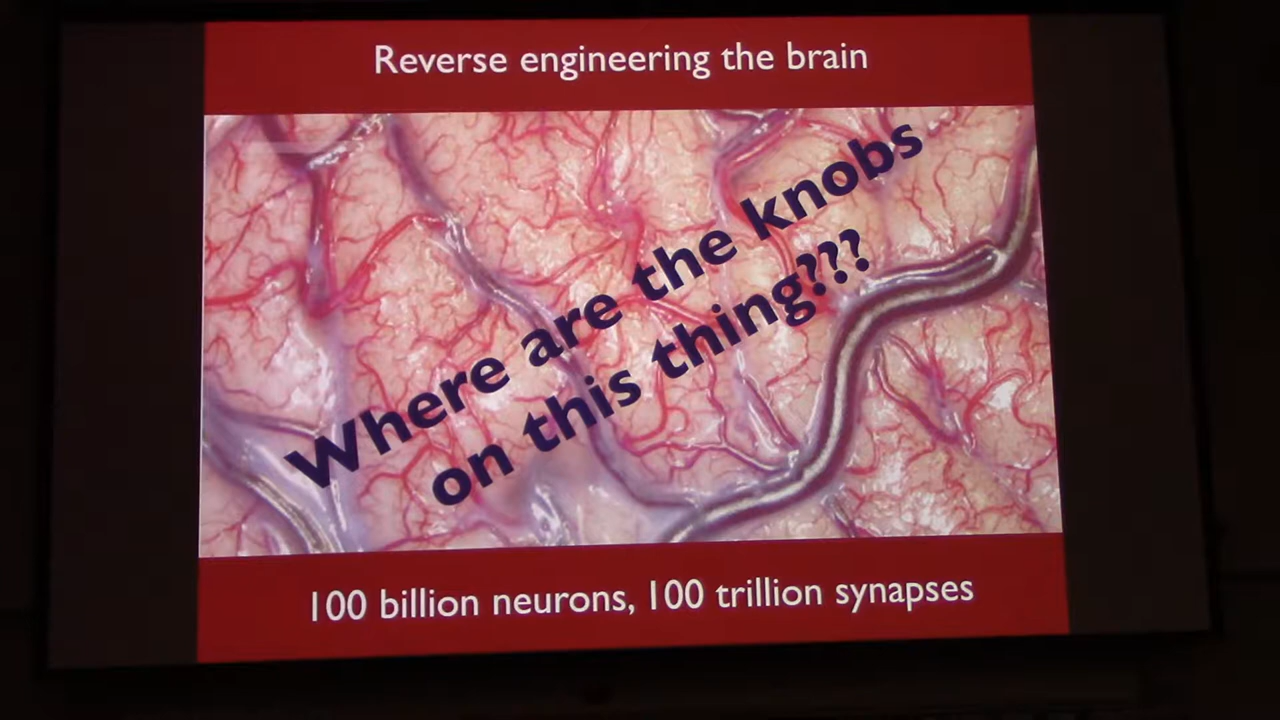 Reverse engineering the brain
Where are the knobs
on this thing???
100 billion neurons, 100 trillion synapses